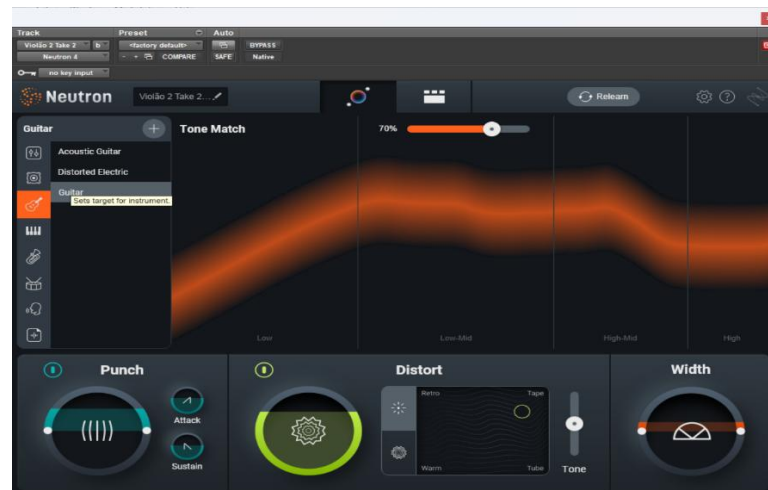 Track Preset Auto
Violão 2 Take 2 b <factory default> BYPASS
Neutron 4 - + COMPARE SAFE Native
no key input
Neutron Violão 2 Take 2... Relearn
Guitar + Tone Match 70%
Acoustic Guitar
Distorted Electric
Guitar
Sets target for instrument.
Low Low-Mid High-Mid High
Punch Distort Width
Retro Tape
Attack
Sustain
Warm Tube Tone